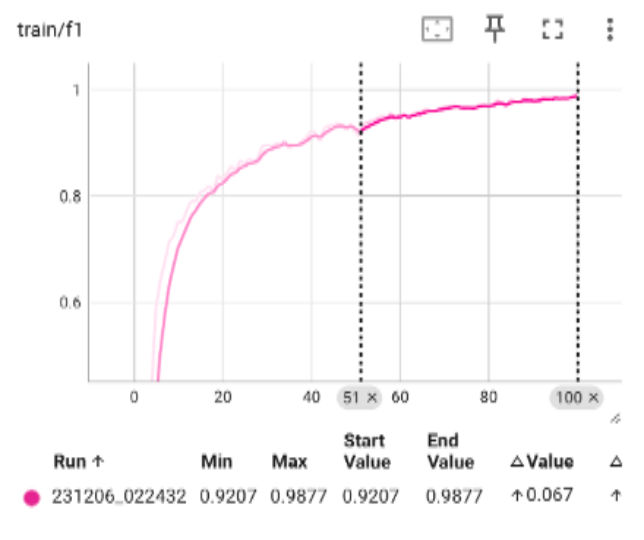 train/f1
1
0.8
0.6
0 20 40 51 × 60 80 100 ×
Start End
Run ↑ Min Max Value Value △ Value △
231206_022432 0.9207 0.9877 0.9207 0.9877 ↑ 0.067 ↑